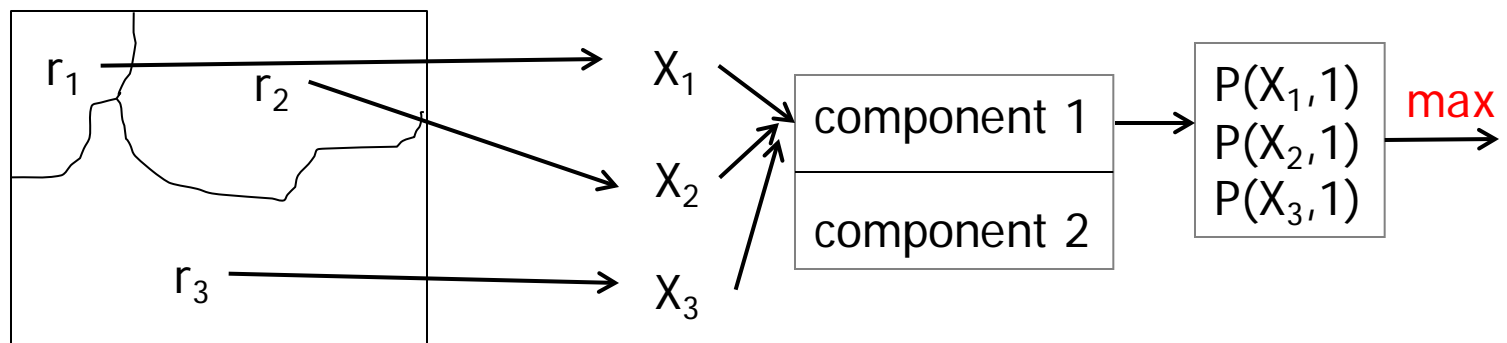 r₁
r₂
r₃
X₁
X₂
X₃
component 1
component 2
P(X₁,1)
P(X₂,1)
P(X₃,1)
max